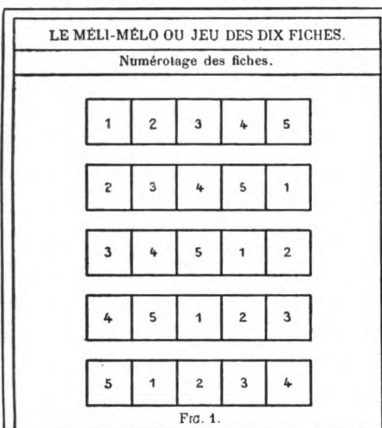 LE MÉLI-MÉLO OU JEU DES DIX FICHES.
Numérotage des fiches.
1 2 3 4 5
2 3 4 5 1
3 4 5 1 2
4 5 1 2 3
5 1 2 3 4
FIG. 1.